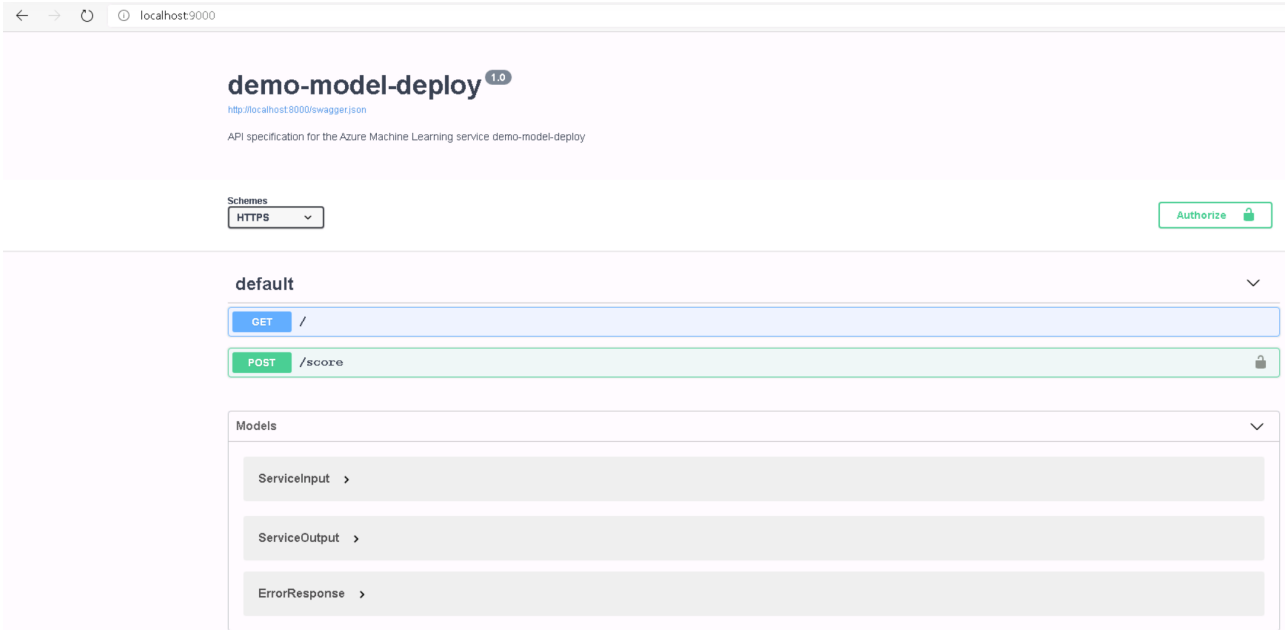 localhost:9000
demo-model-deploy 1.0
http://localhost:8000/swagger.json
API specification for the Azure Machine Learning service demo-model-deploy
Schemes
HTTPS
Authorize
default
GET /
POST /score
Models
ServiceInput
ServiceOutput
ErrorResponse